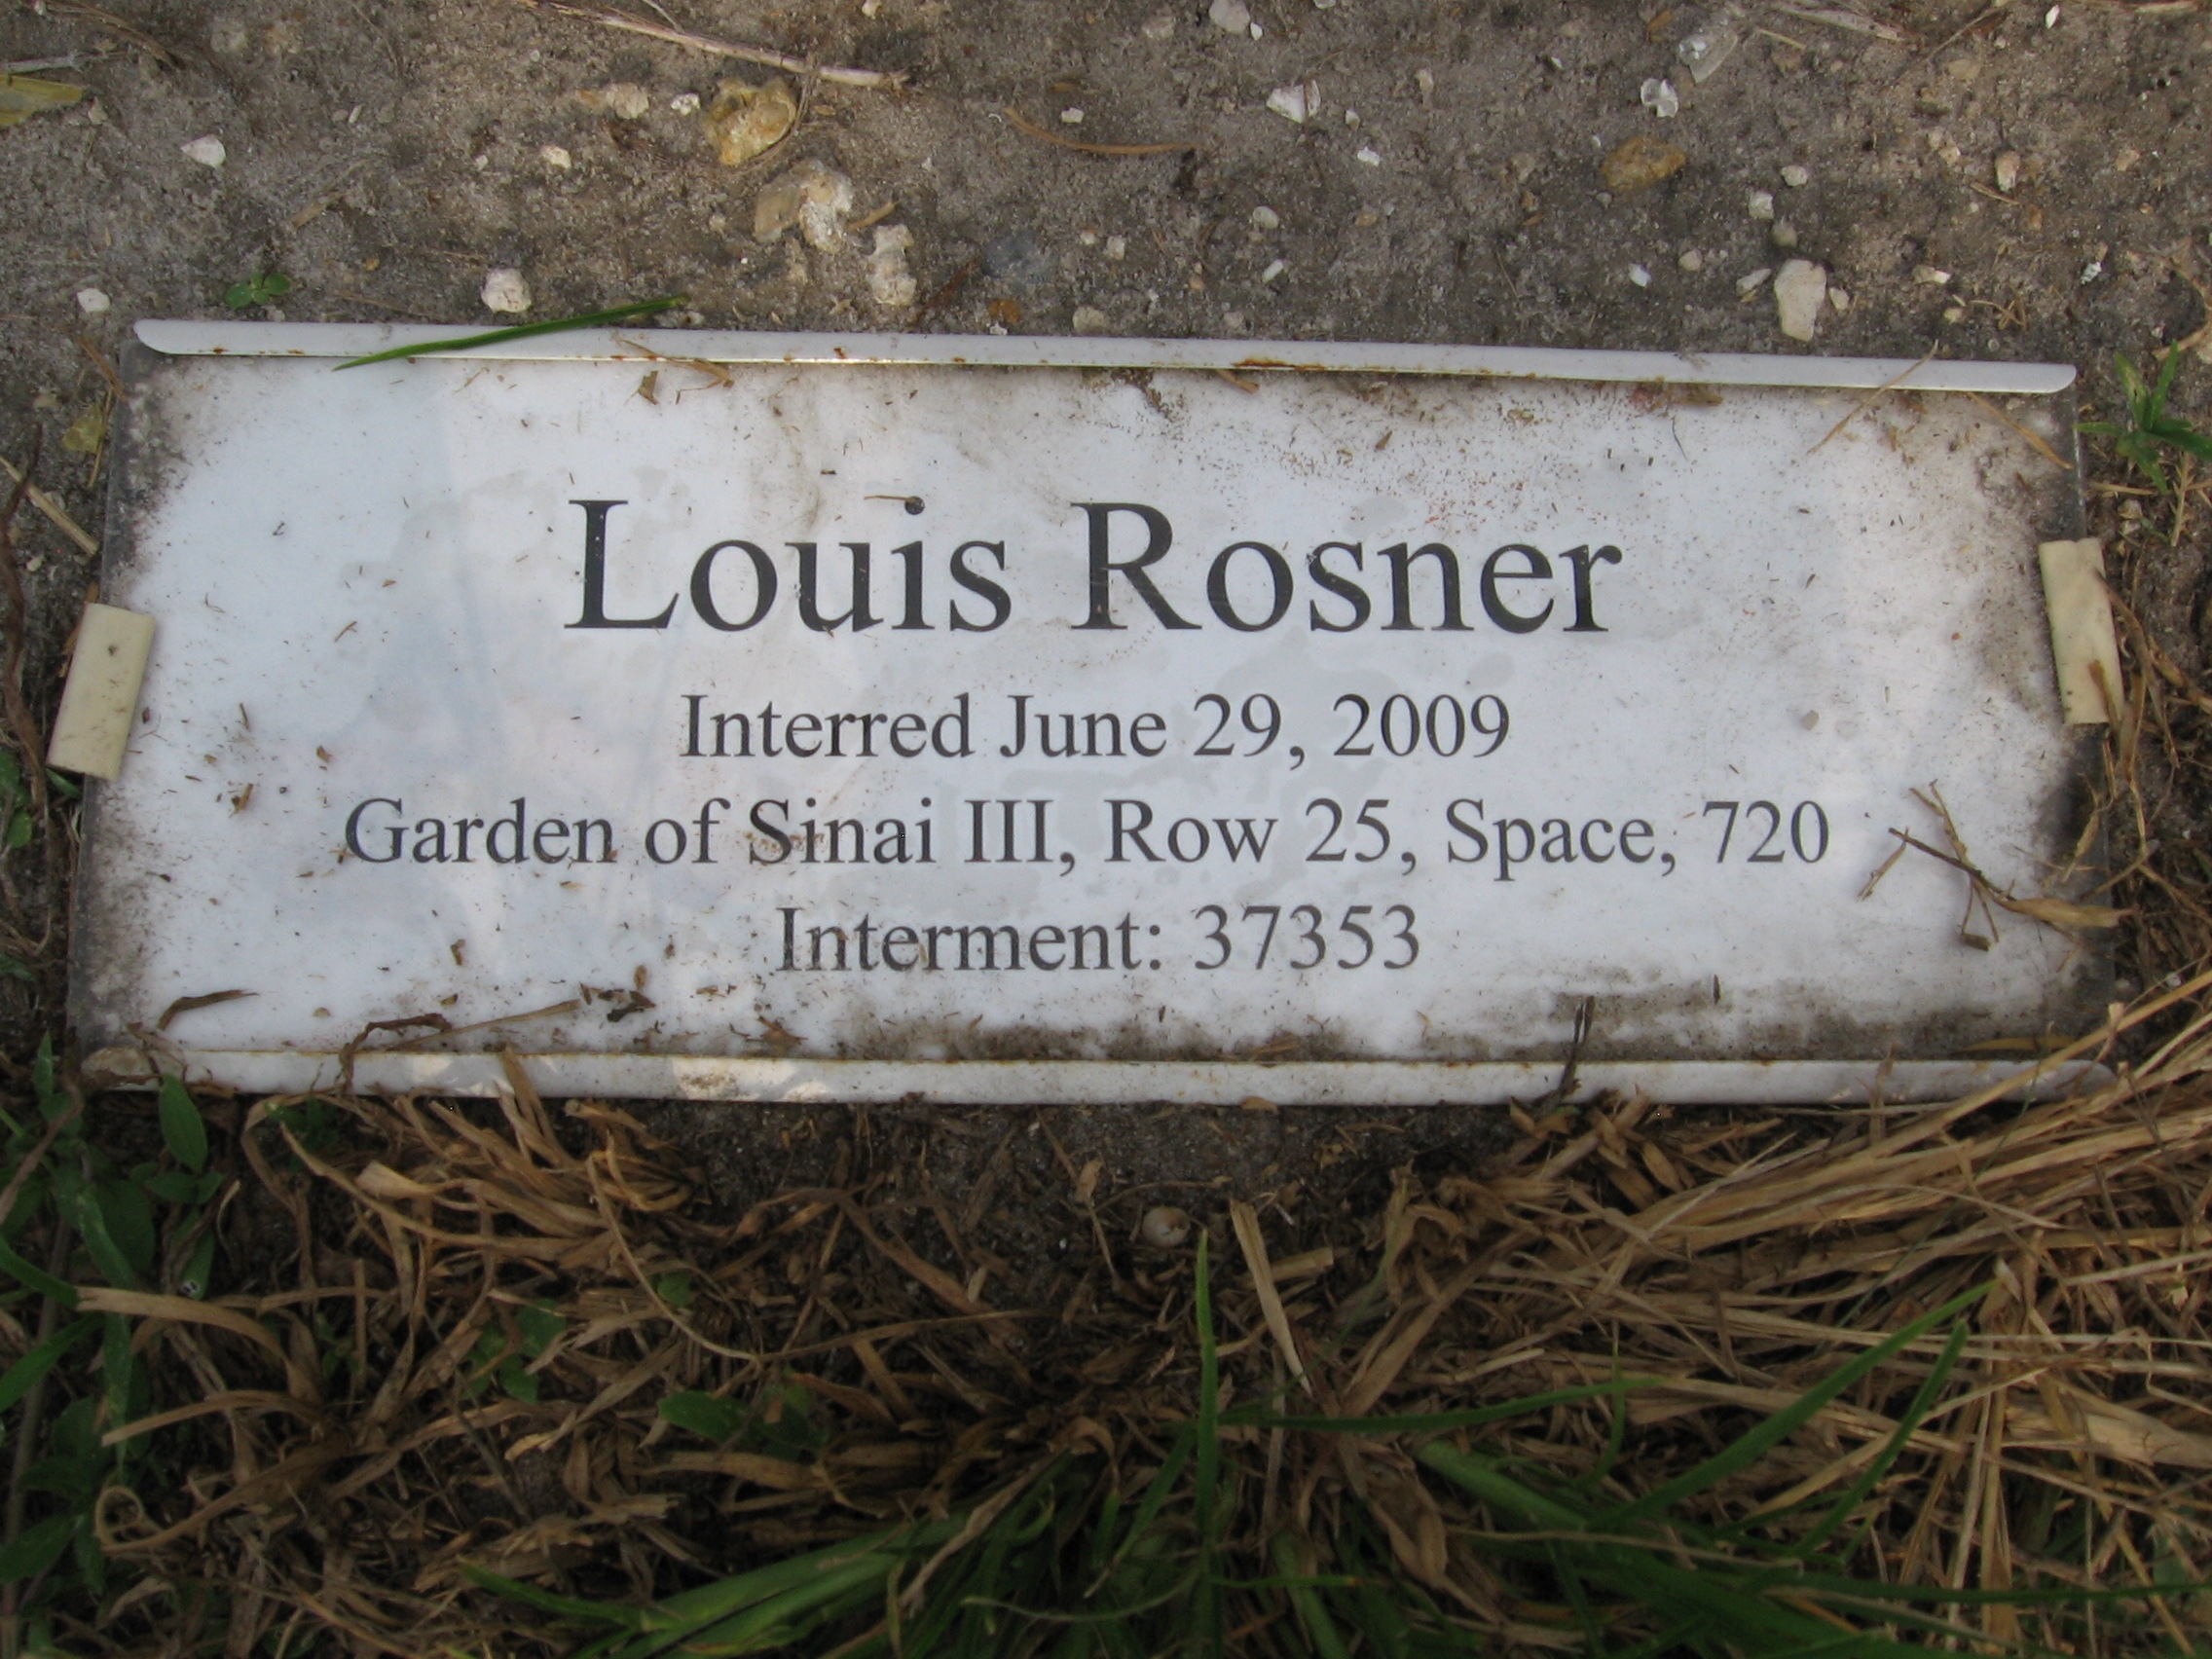 Louis Rosner
Interred June 29, 2009
Garden of Sinai III, Row 25, Space, 720
Interment: 37353